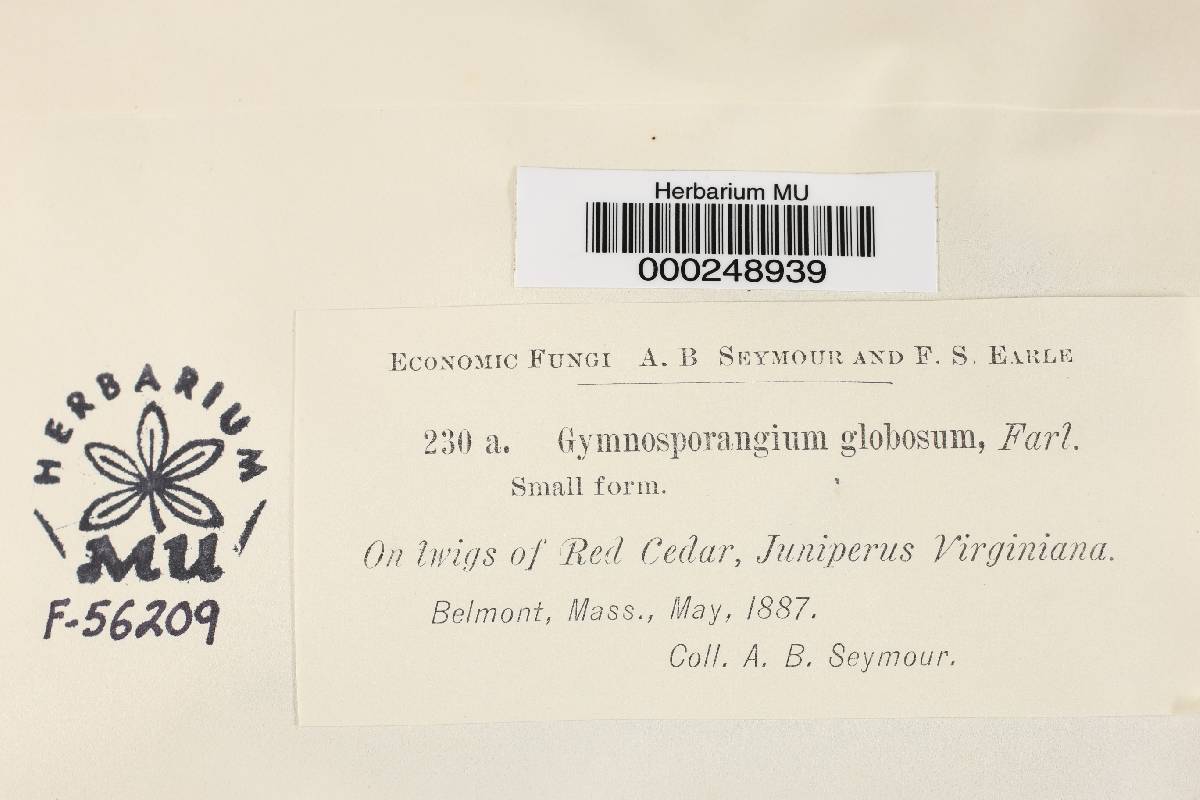 Herbarium MU
000248939
ECONOMIC FUNGI A. B SEYMOUR AND F. S. EARLE
230 a. Gymnosporangium globosum, Farl.
Small form.
On twigs of Red Cedar, Juniperus Virginiana.
Belmont, Mass., May, 1887.
Coll. A. B. Seymour.
HERBARIUM
MU
F-56209